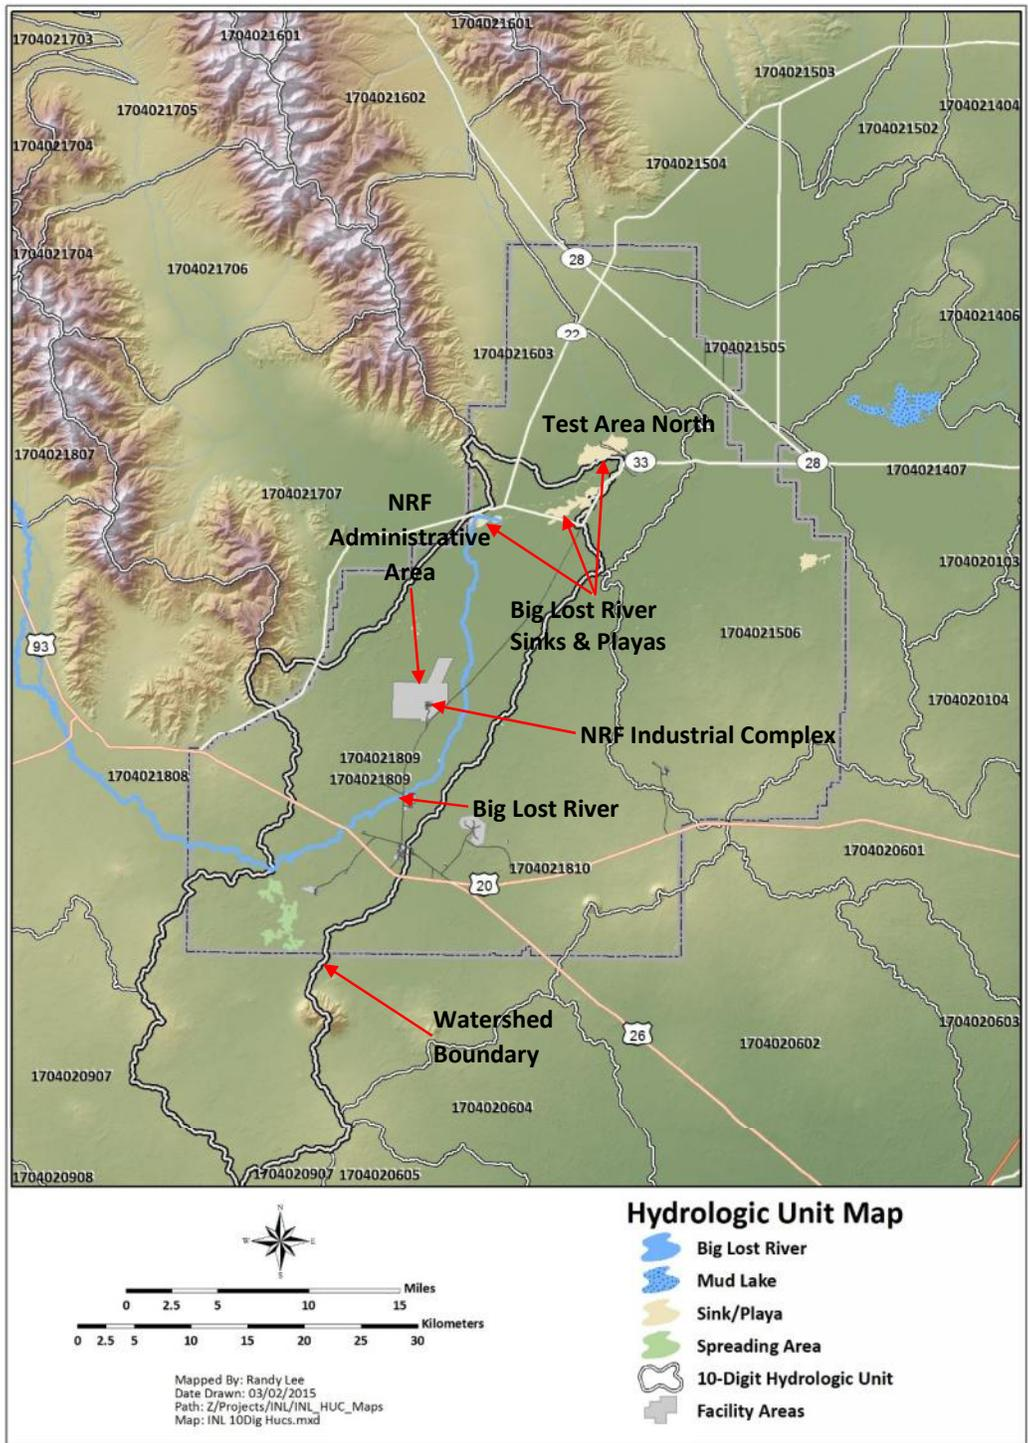 1704021601
1704021703
1704021601
1704021503
1704021602
1704021404
1704021705
1704021502
1704021704
1704021504
1704021704
28
1704021706
1704021406
22
1704021603
1704021505
Test Area North
1704021807
33
28
1704021407
1704021707
NRF
Administrative
Area
1704020103
Big Lost River
Sinks & Playas
1704021506
93
1704020104
NRF Industrial Complex
1704021809
1704021808
1704021809
Big Lost River
1704020601
1704021810
20
Watershed
Boundary
26
1704020603
1704020602
1704020907
1704020604
1704020908
1704020907
1704020605
N
W
E
S
Miles
0 2.5 5 10 15
Kilometers
0 2.5 5 10 15 20 25 30
Mapped By: Randy Lee
Date Drawn: 03/02/2015
Path: Z/Projects/INL/INL_HUC_Maps
Map: INL 10Dig Hucs.mxd
Hydrologic Unit Map
Big Lost River
Mud Lake
Sink/Playa
Spreading Area
10-Digit Hydrologic Unit
Facility Areas